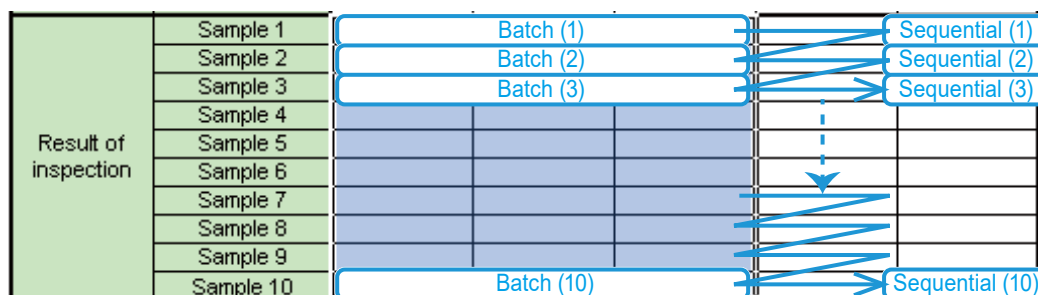 Sample 1 Batch (1) Sequential (1)
Sample 2 Batch (2) Sequential (2)
Sample 3 Batch (3) Sequential (3)
Sample 4
Result of
inspection
Sample 5
Sample 6
Sample 7
Sample 8
Sample 9
Sample 10 Batch (10) Sequential (10)